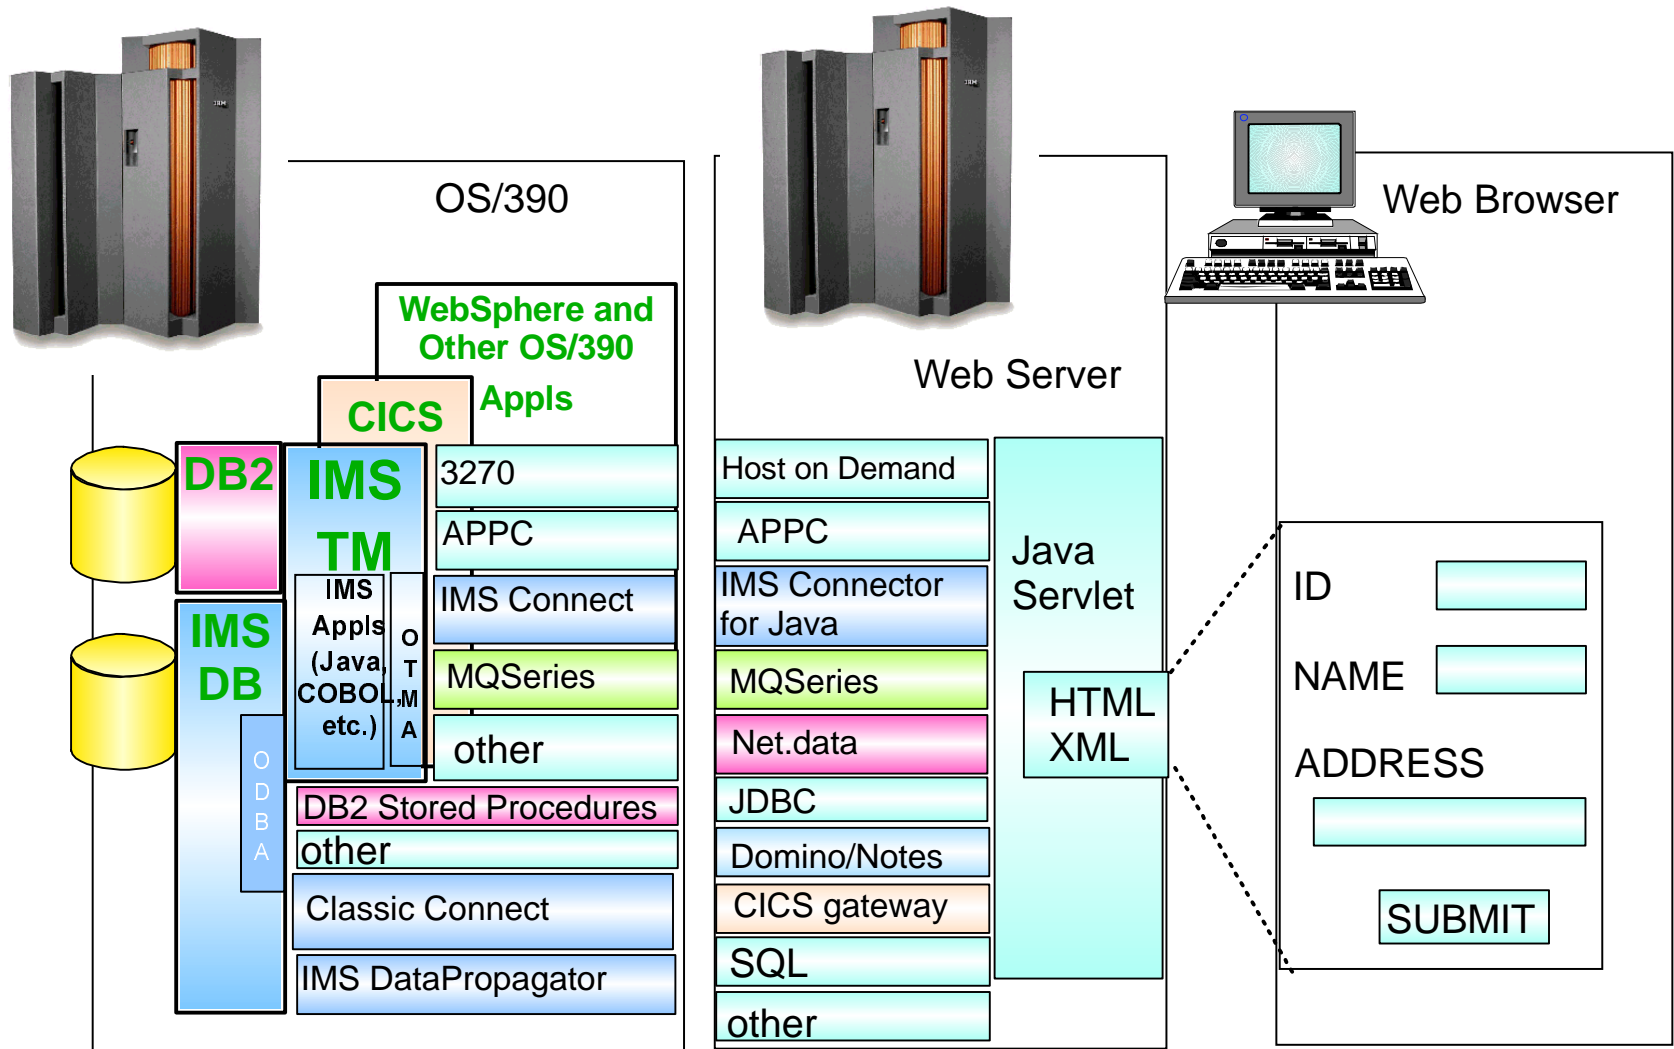 OS/390
WebSphere and
Other OS/390
Appls
CICS
DB2
IMS
TM
IMS
Appls
(Java,
COBOL,
etc.)
O
T
M
A
IMS
DB
O
D
B
A
3270
APPC
IMS Connect
MQSeries
other
DB2 Stored Procedures
other
Classic Connect
IMS DataPropagator
Web Server
Host on Demand
APPC
IMS Connector
for Java
MQSeries
Net.data
JDBC
Domino/Notes
CICS gateway
SQL
other
Java
Servlet
HTML
XML
Web Browser
ID
NAME
ADDRESS
SUBMIT
IBM
IBM